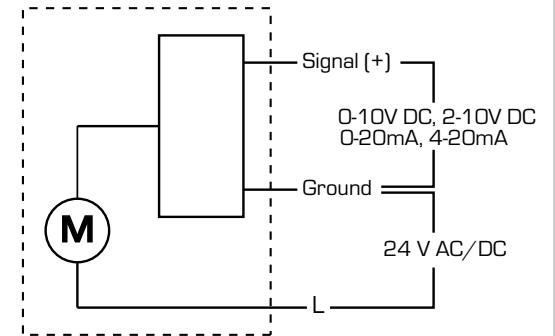 Signal (+)
0-10V DC, 2-10V DC
0-20mA, 4-20mA
Ground
M
24 V AC/DC
L